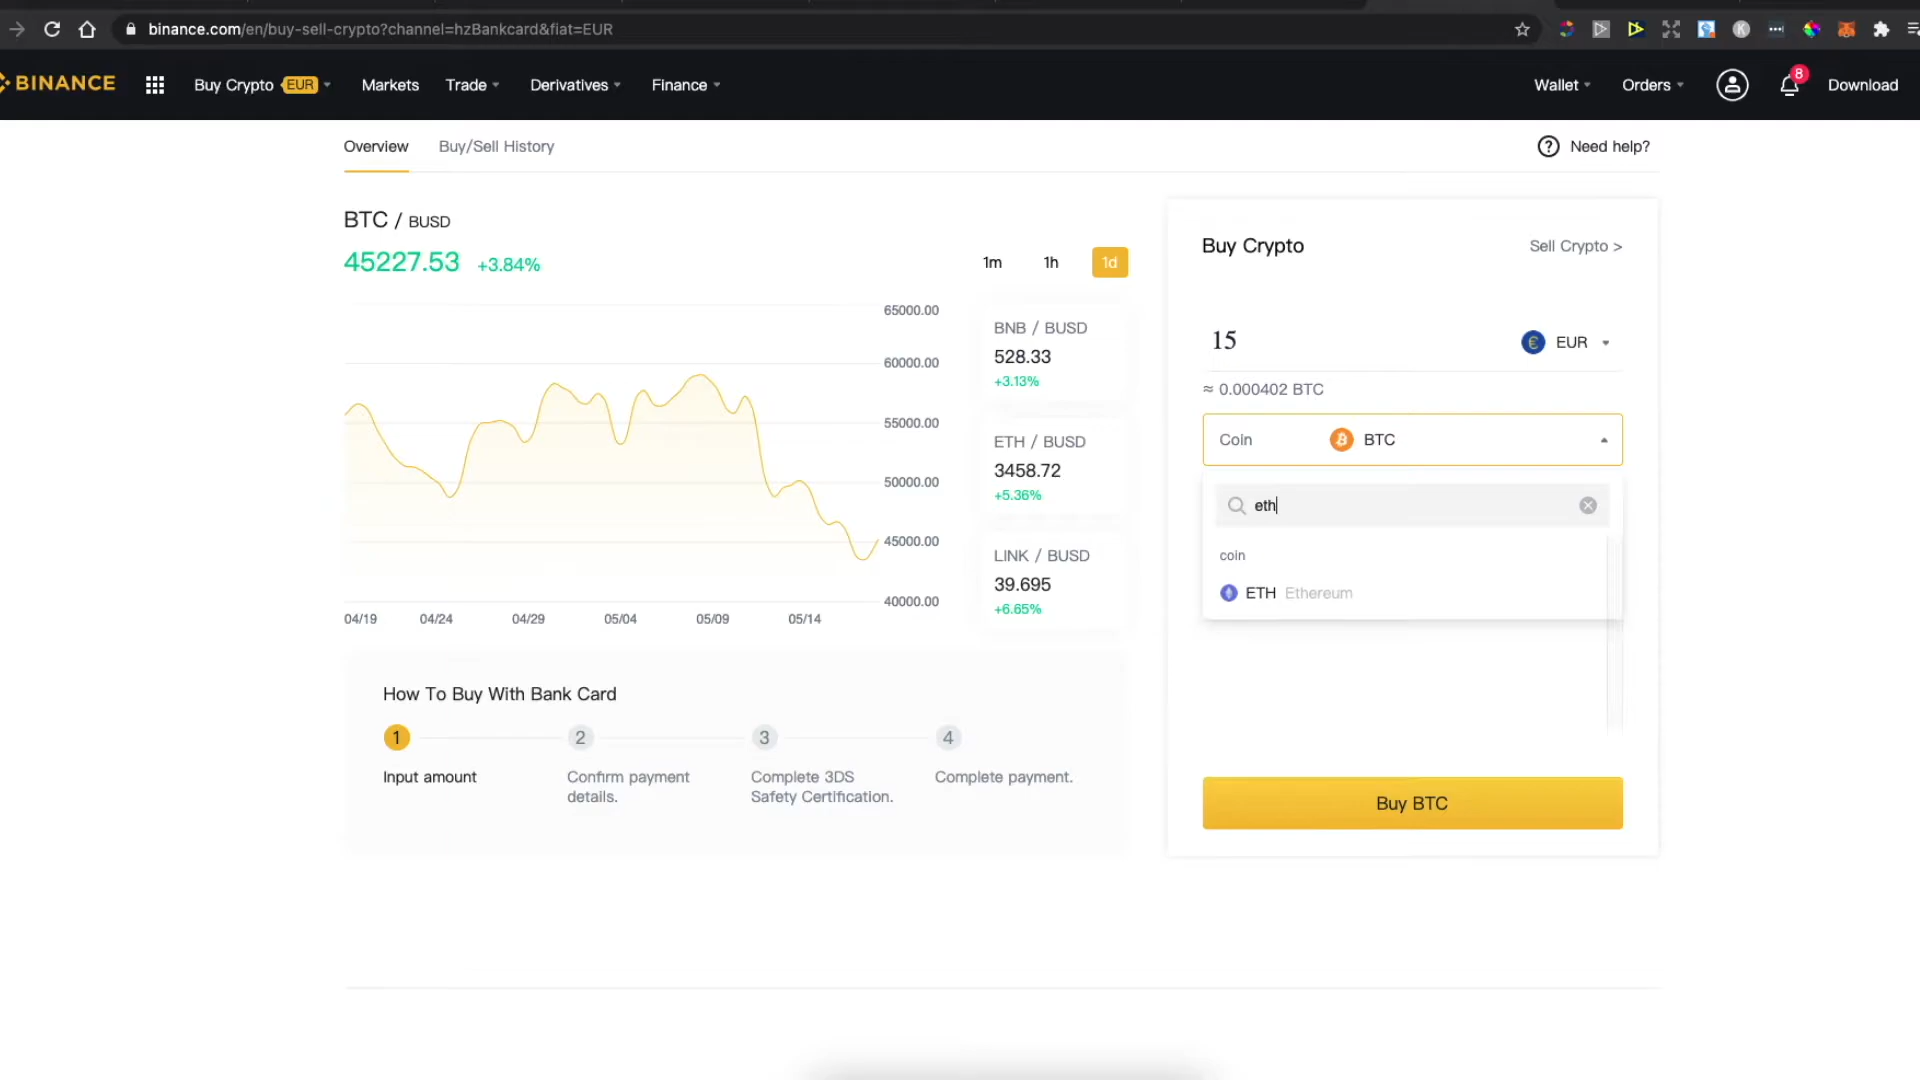 binance.com/en/buy-sell-crypto?channel=hzBankcard&fiat=EUR
BINANCE Buy Crypto EUR Markets Trade Derivatives Finance Wallet Orders 8 Download
Overview Buy/Sell History Need help?
BTC / BUSD
45227.53 +3.84%
1m 1h 1d
65000.00
60000.00
55000.00
50000.00
45000.00
40000.00
04/19 04/24 04/29 05/04 05/09 05/14
BNB / BUSD
528.33
+3.13%
ETH / BUSD
3458.72
+5.36%
LINK / BUSD
39.695
+6.65%
Buy Crypto Sell Crypto >
15 € EUR
≈ 0.000402 BTC
Coin BTC
eth
coin
ETH Ethereum
Buy BTC
How To Buy With Bank Card
1 2 3 4
Input amount
Confirm payment
details.
Complete 3DS
Safety Certification.
Complete payment.